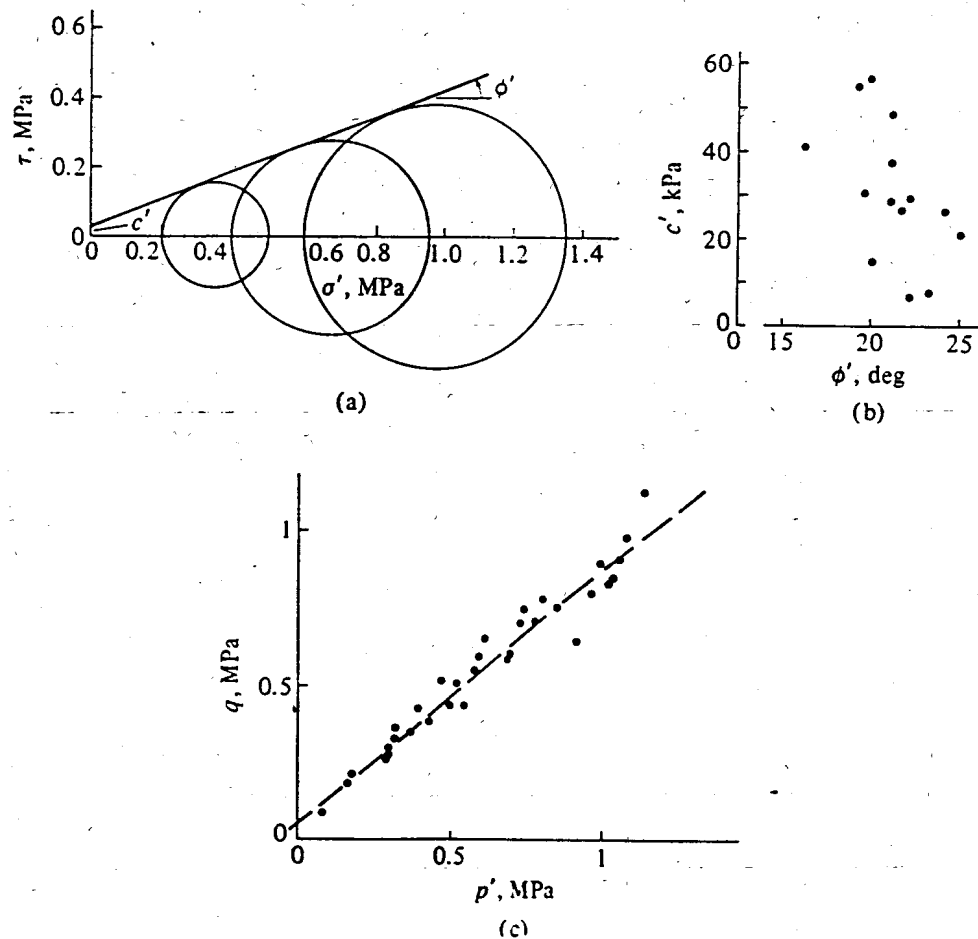 0.6
0.4
0.2
0
τ, MPa
ϕ′
c′
0 0.2 0.4 0.6 0.8 1.0 1.2 1.4
σ′, MPa
(a)
60
40
20
0
c′, kPa
0 15 20 25
ϕ′, deg
(b)
1
0.5
0
q, MPa
0 0.5 1
p′, MPa
(c)